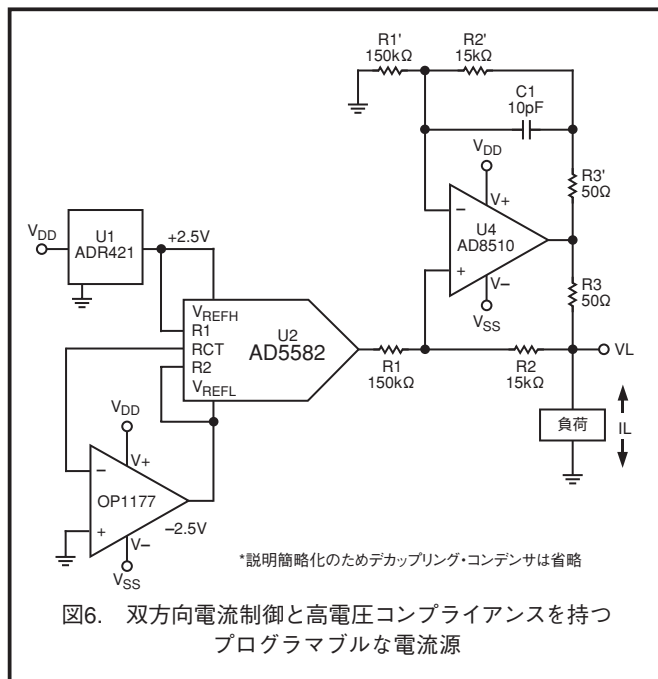 R1'
150kΩ
R2'
15kΩ
C1
10pF
VDD
V+
R3'
50Ω
U4
AD8510
−
+
V−
VSS
R3
50Ω
VDD
U1
ADR421
+2.5V
VREFH
R1
RCT
R2
VREFL
U2
AD5582
R1
150kΩ
R2
15kΩ
VL
負荷
IL
VDD
V+
−
OP1177
+
V−
VSS
−2.5V
*説明簡略化のためデカップリング・コンデンサは省略
図6. 双方向電流制御と高電圧コンプライアンスを持つ
プログラマブルな電流源